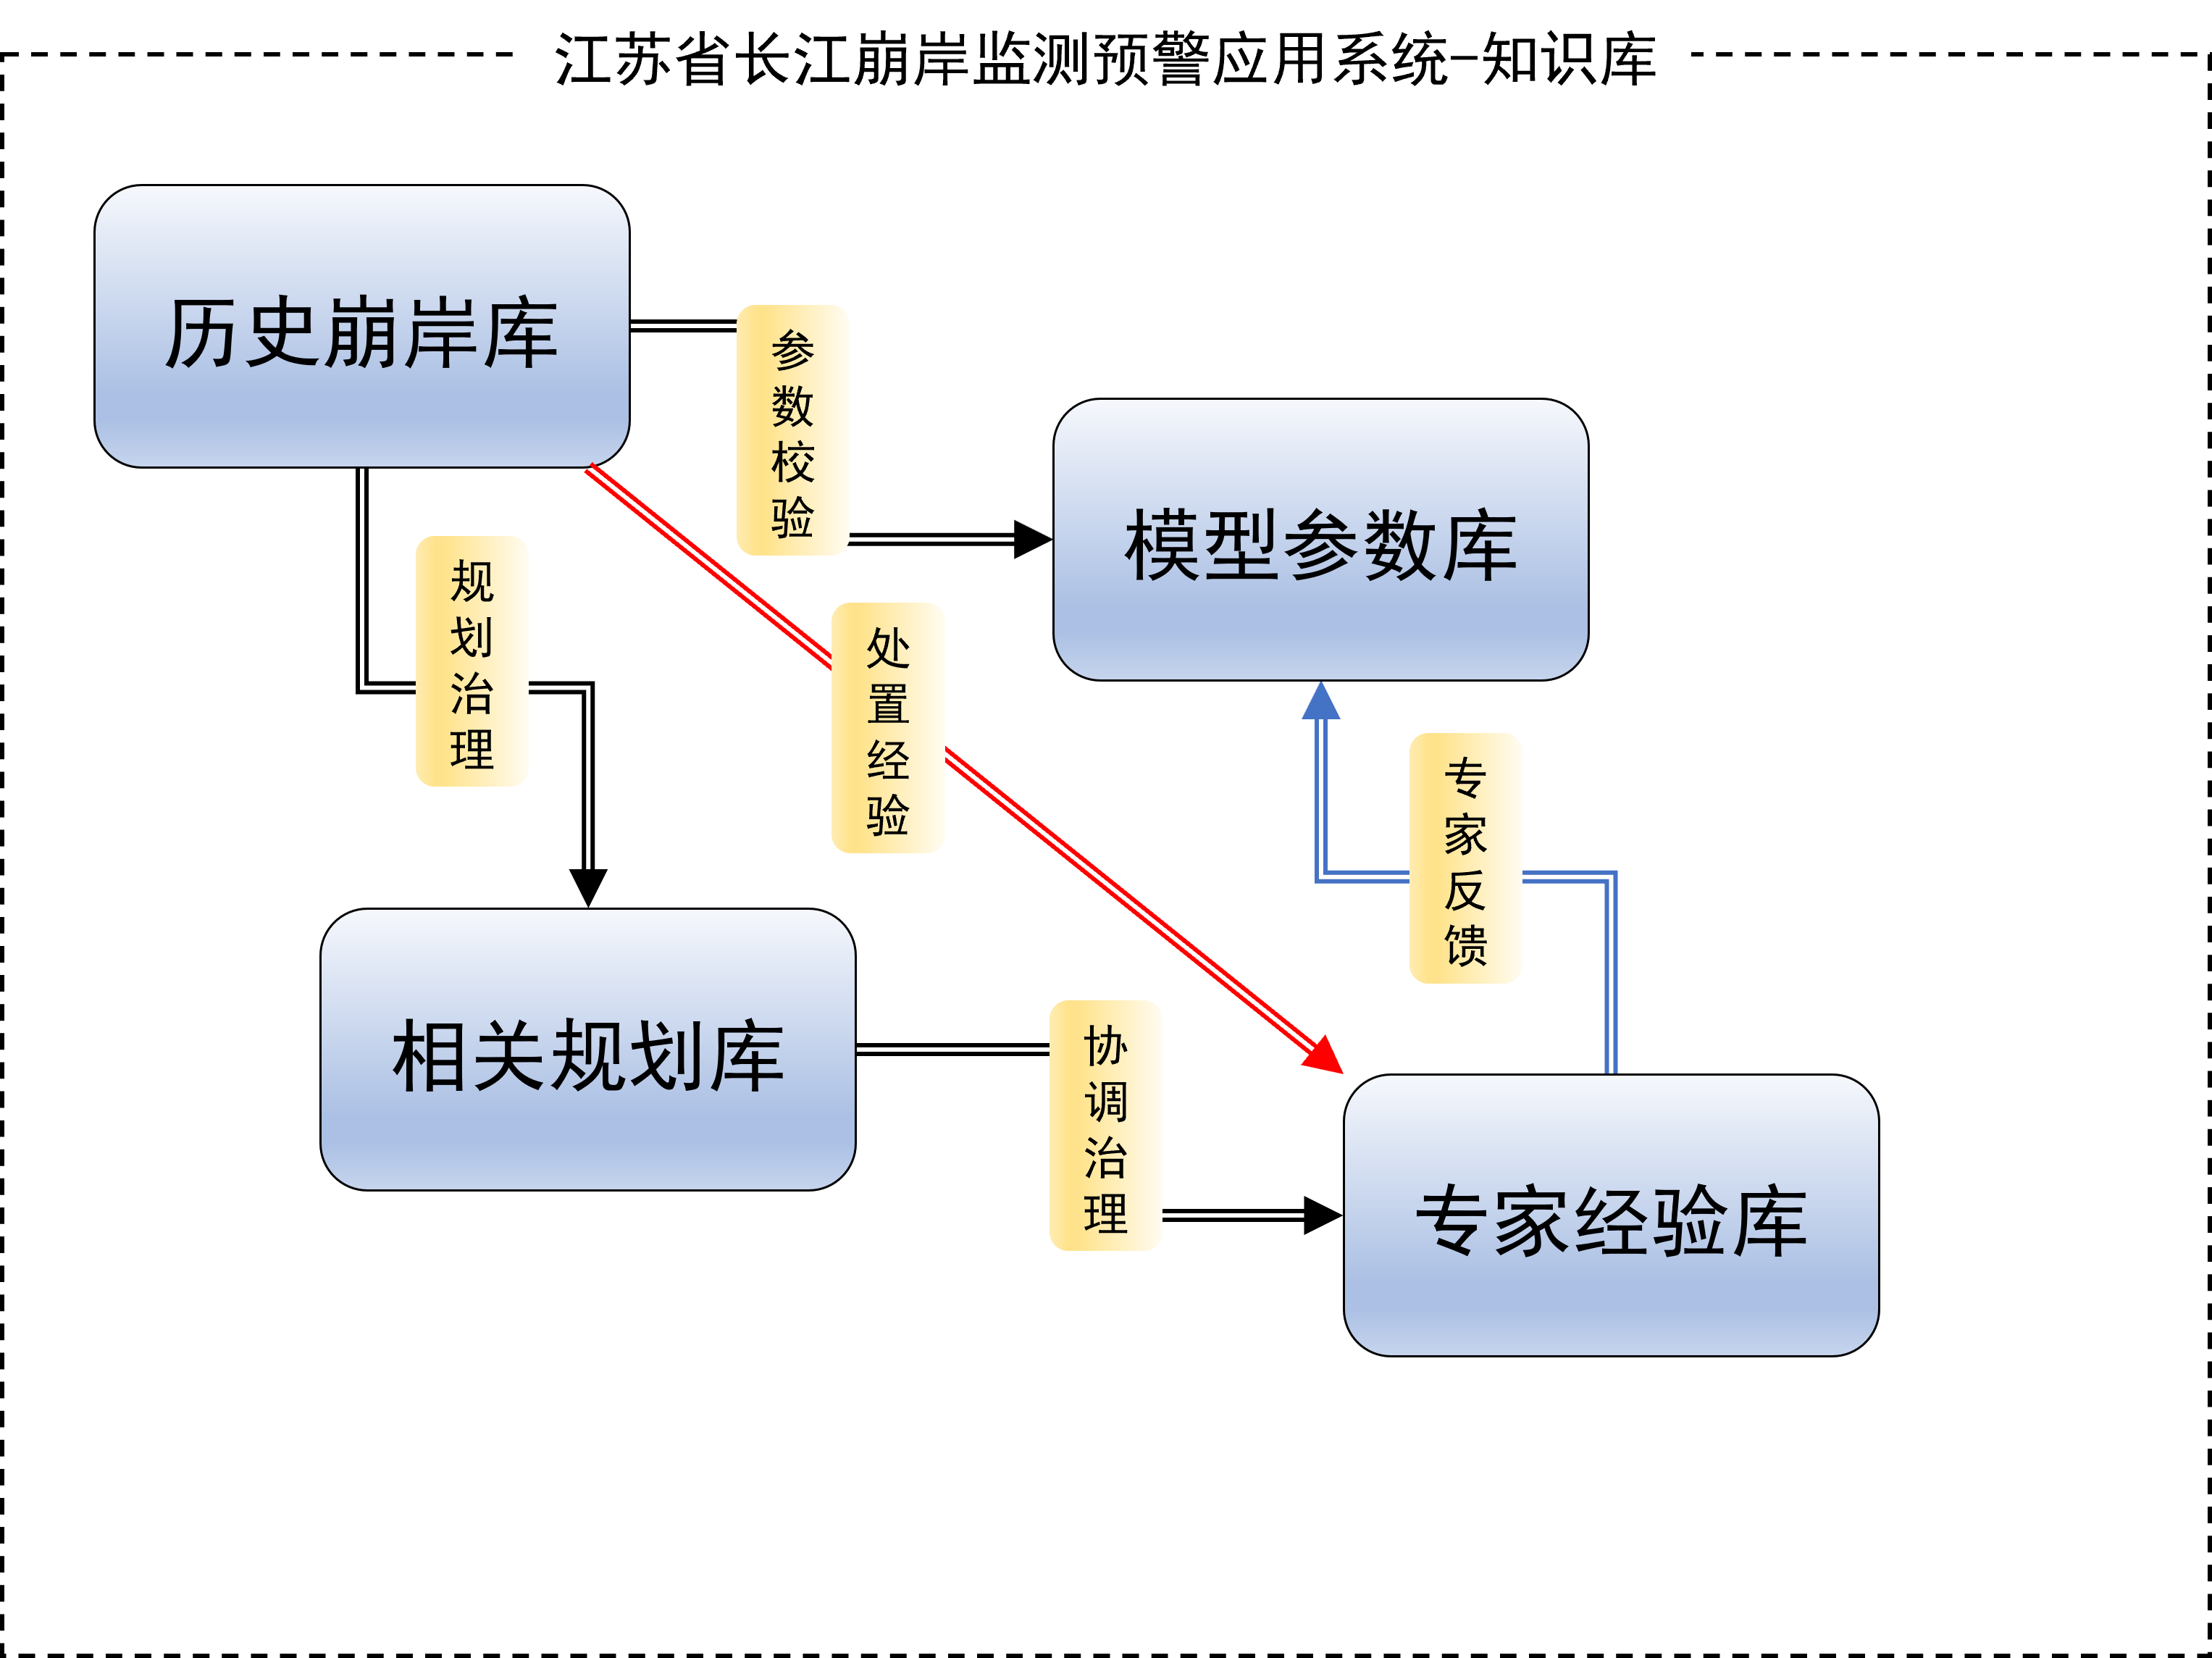 江苏省长江崩岸监测预警应用系统-知识库
历史崩岸库
参数校验
模型参数库
规划治理
处置经验
专家反馈
相关规划库
协调治理
专家经验库